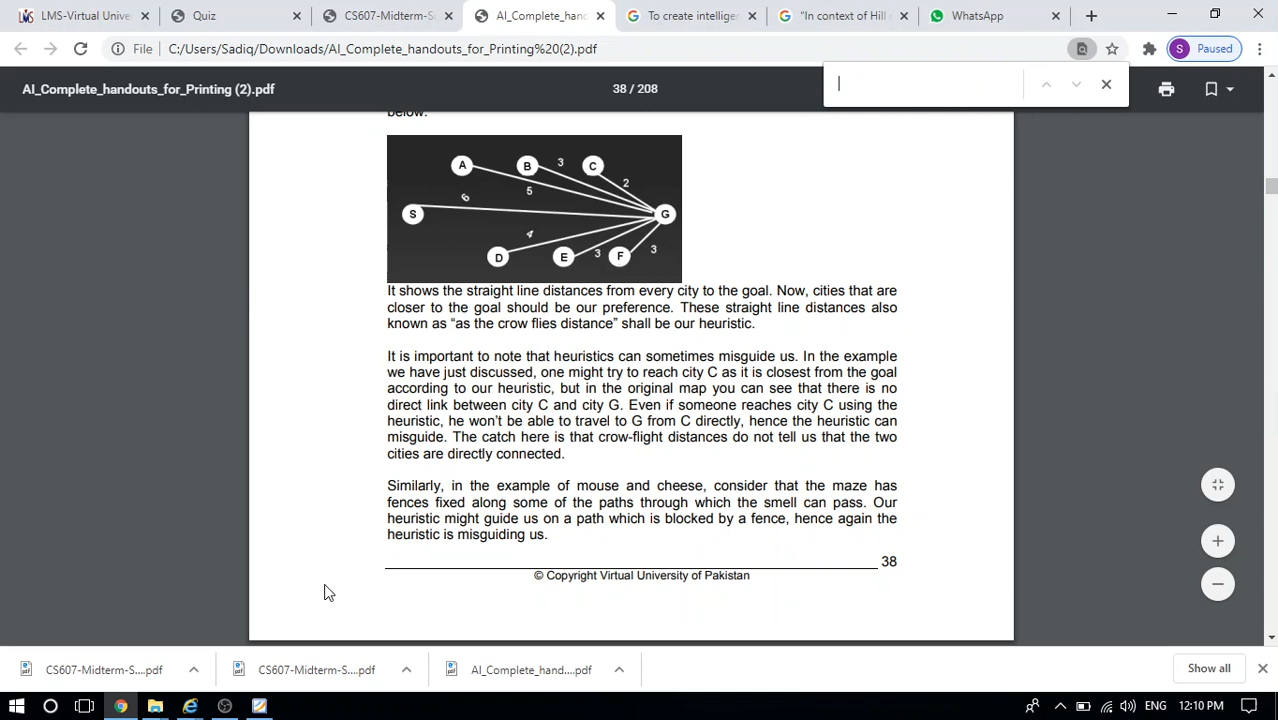 LMS-Virtual Univer
Quiz
CS607-Midterm-S
AI_Complete_hand
To create intelligen
"In context of Hill c
WhatsApp
File
C:/Users/Sadiq/Downloads/AI_Complete_handouts_for_Printing%20(2).pdf
S
Paused
AI_Complete_handouts_for_Printing (2).pdf
38 / 208
below:
A
B
3
C
2
5
6
S
G
4
D
E
3
F
3
It shows the straight line distances from every city to the goal. Now, cities that are
closer to the goal should be our preference. These straight line distances also
known as “as the crow flies distance” shall be our heuristic.
It is important to note that heuristics can sometimes misguide us. In the example
we have just discussed, one might try to reach city C as it is closest from the goal
according to our heuristic, but in the original map you can see that there is no
direct link between city C and city G. Even if someone reaches city C using the
heuristic, he won’t be able to travel to G from C directly, hence the heuristic can
misguide. The catch here is that crow-flight distances do not tell us that the two
cities are directly connected.
Similarly, in the example of mouse and cheese, consider that the maze has
fences fixed along some of the paths through which the smell can pass. Our
heuristic might guide us on a path which is blocked by a fence, hence again the
heuristic is misguiding us.
38
© Copyright Virtual University of Pakistan
CS607-Midterm-S....pdf
CS607-Midterm-S....pdf
AI_Complete_hand....pdf
Show all
ENG
12:10 PM